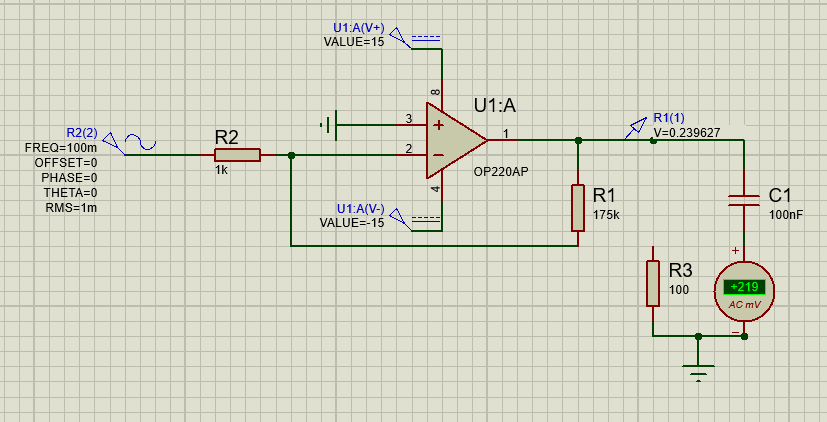 U1:A(V+)
VALUE=15
8
U1:A
R2(2)
FREQ=100m
OFFSET=0
PHASE=0
THETA=0
RMS=1m
R2
1k
3
2
1
4
OP220AP
R1(1)
V=0.239627
U1:A(V-)
VALUE=-15
R1
175k
C1
100nF
R3
100
+
+219
AC mV
−